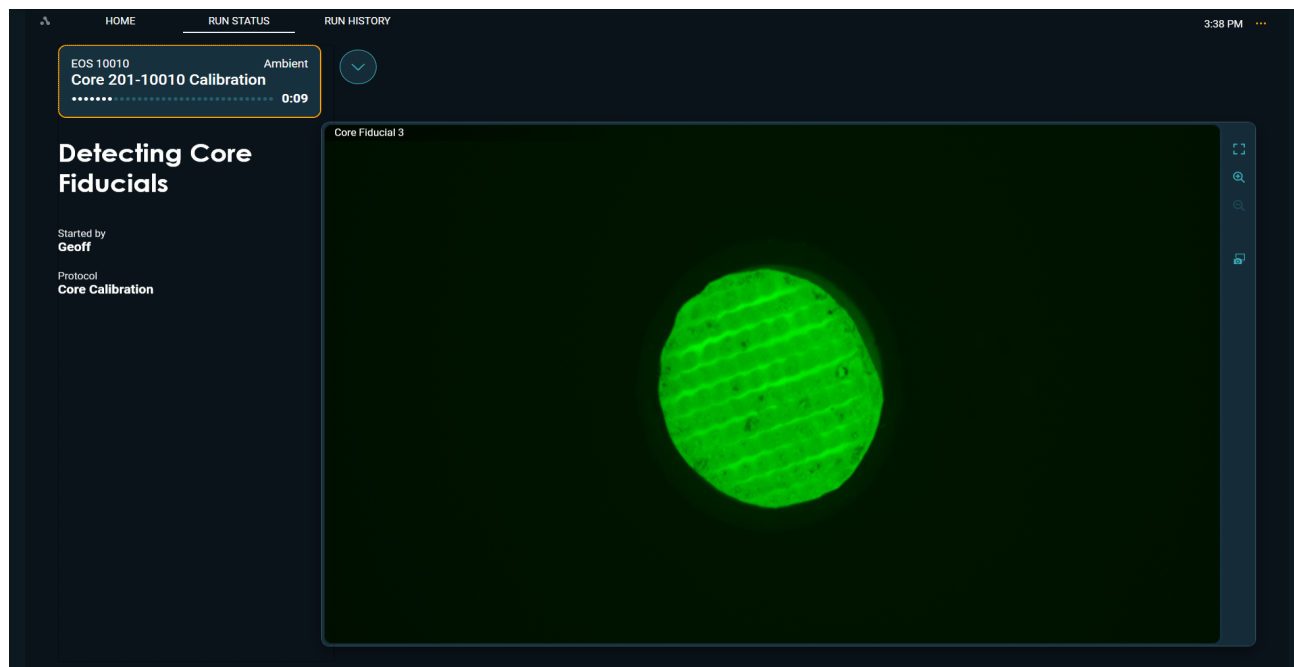 HOME RUN STATUS RUN HISTORY 3:38 PM
EOS 10010 Ambient
Core 201-10010 Calibration
0:09
Core Fiducial 3
Detecting Core
Fiducials
Started by
Geoff
Protocol
Core Calibration